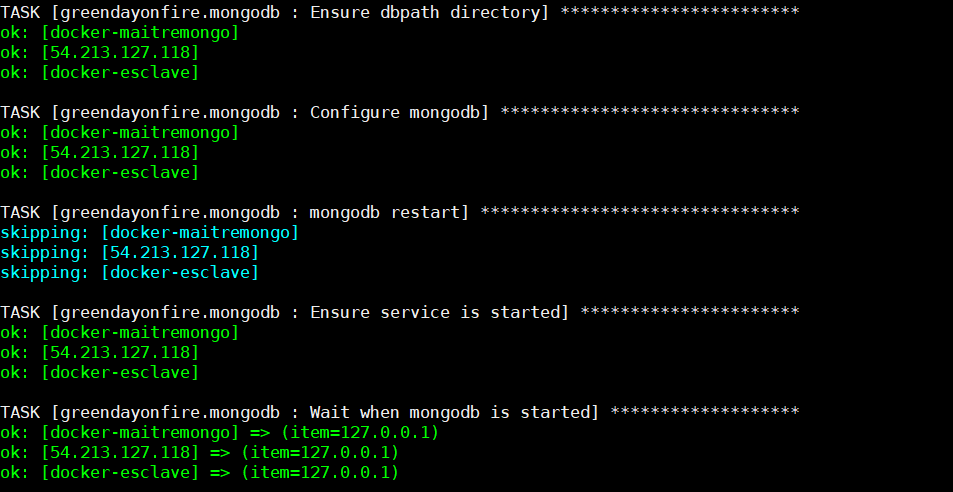 TASK [greendayonfire.mongodb : Ensure dbpath directory] ************************
ok: [docker-maitremongo]
ok: [54.213.127.118]
ok: [docker-esclave]
TASK [greendayonfire.mongodb : Configure mongodb] ******************************
ok: [docker-maitremongo]
ok: [54.213.127.118]
ok: [docker-esclave]
TASK [greendayonfire.mongodb : mongodb restart] ********************************
skipping: [docker-maitremongo]
skipping: [54.213.127.118]
skipping: [docker-esclave]
TASK [greendayonfire.mongodb : Ensure service is started] **********************
ok: [docker-maitremongo]
ok: [54.213.127.118]
ok: [docker-esclave]
TASK [greendayonfire.mongodb : Wait when mongodb is started] *******************
ok: [docker-maitremongo] => (item=127.0.0.1)
ok: [54.213.127.118] => (item=127.0.0.1)
ok: [docker-esclave] => (item=127.0.0.1)